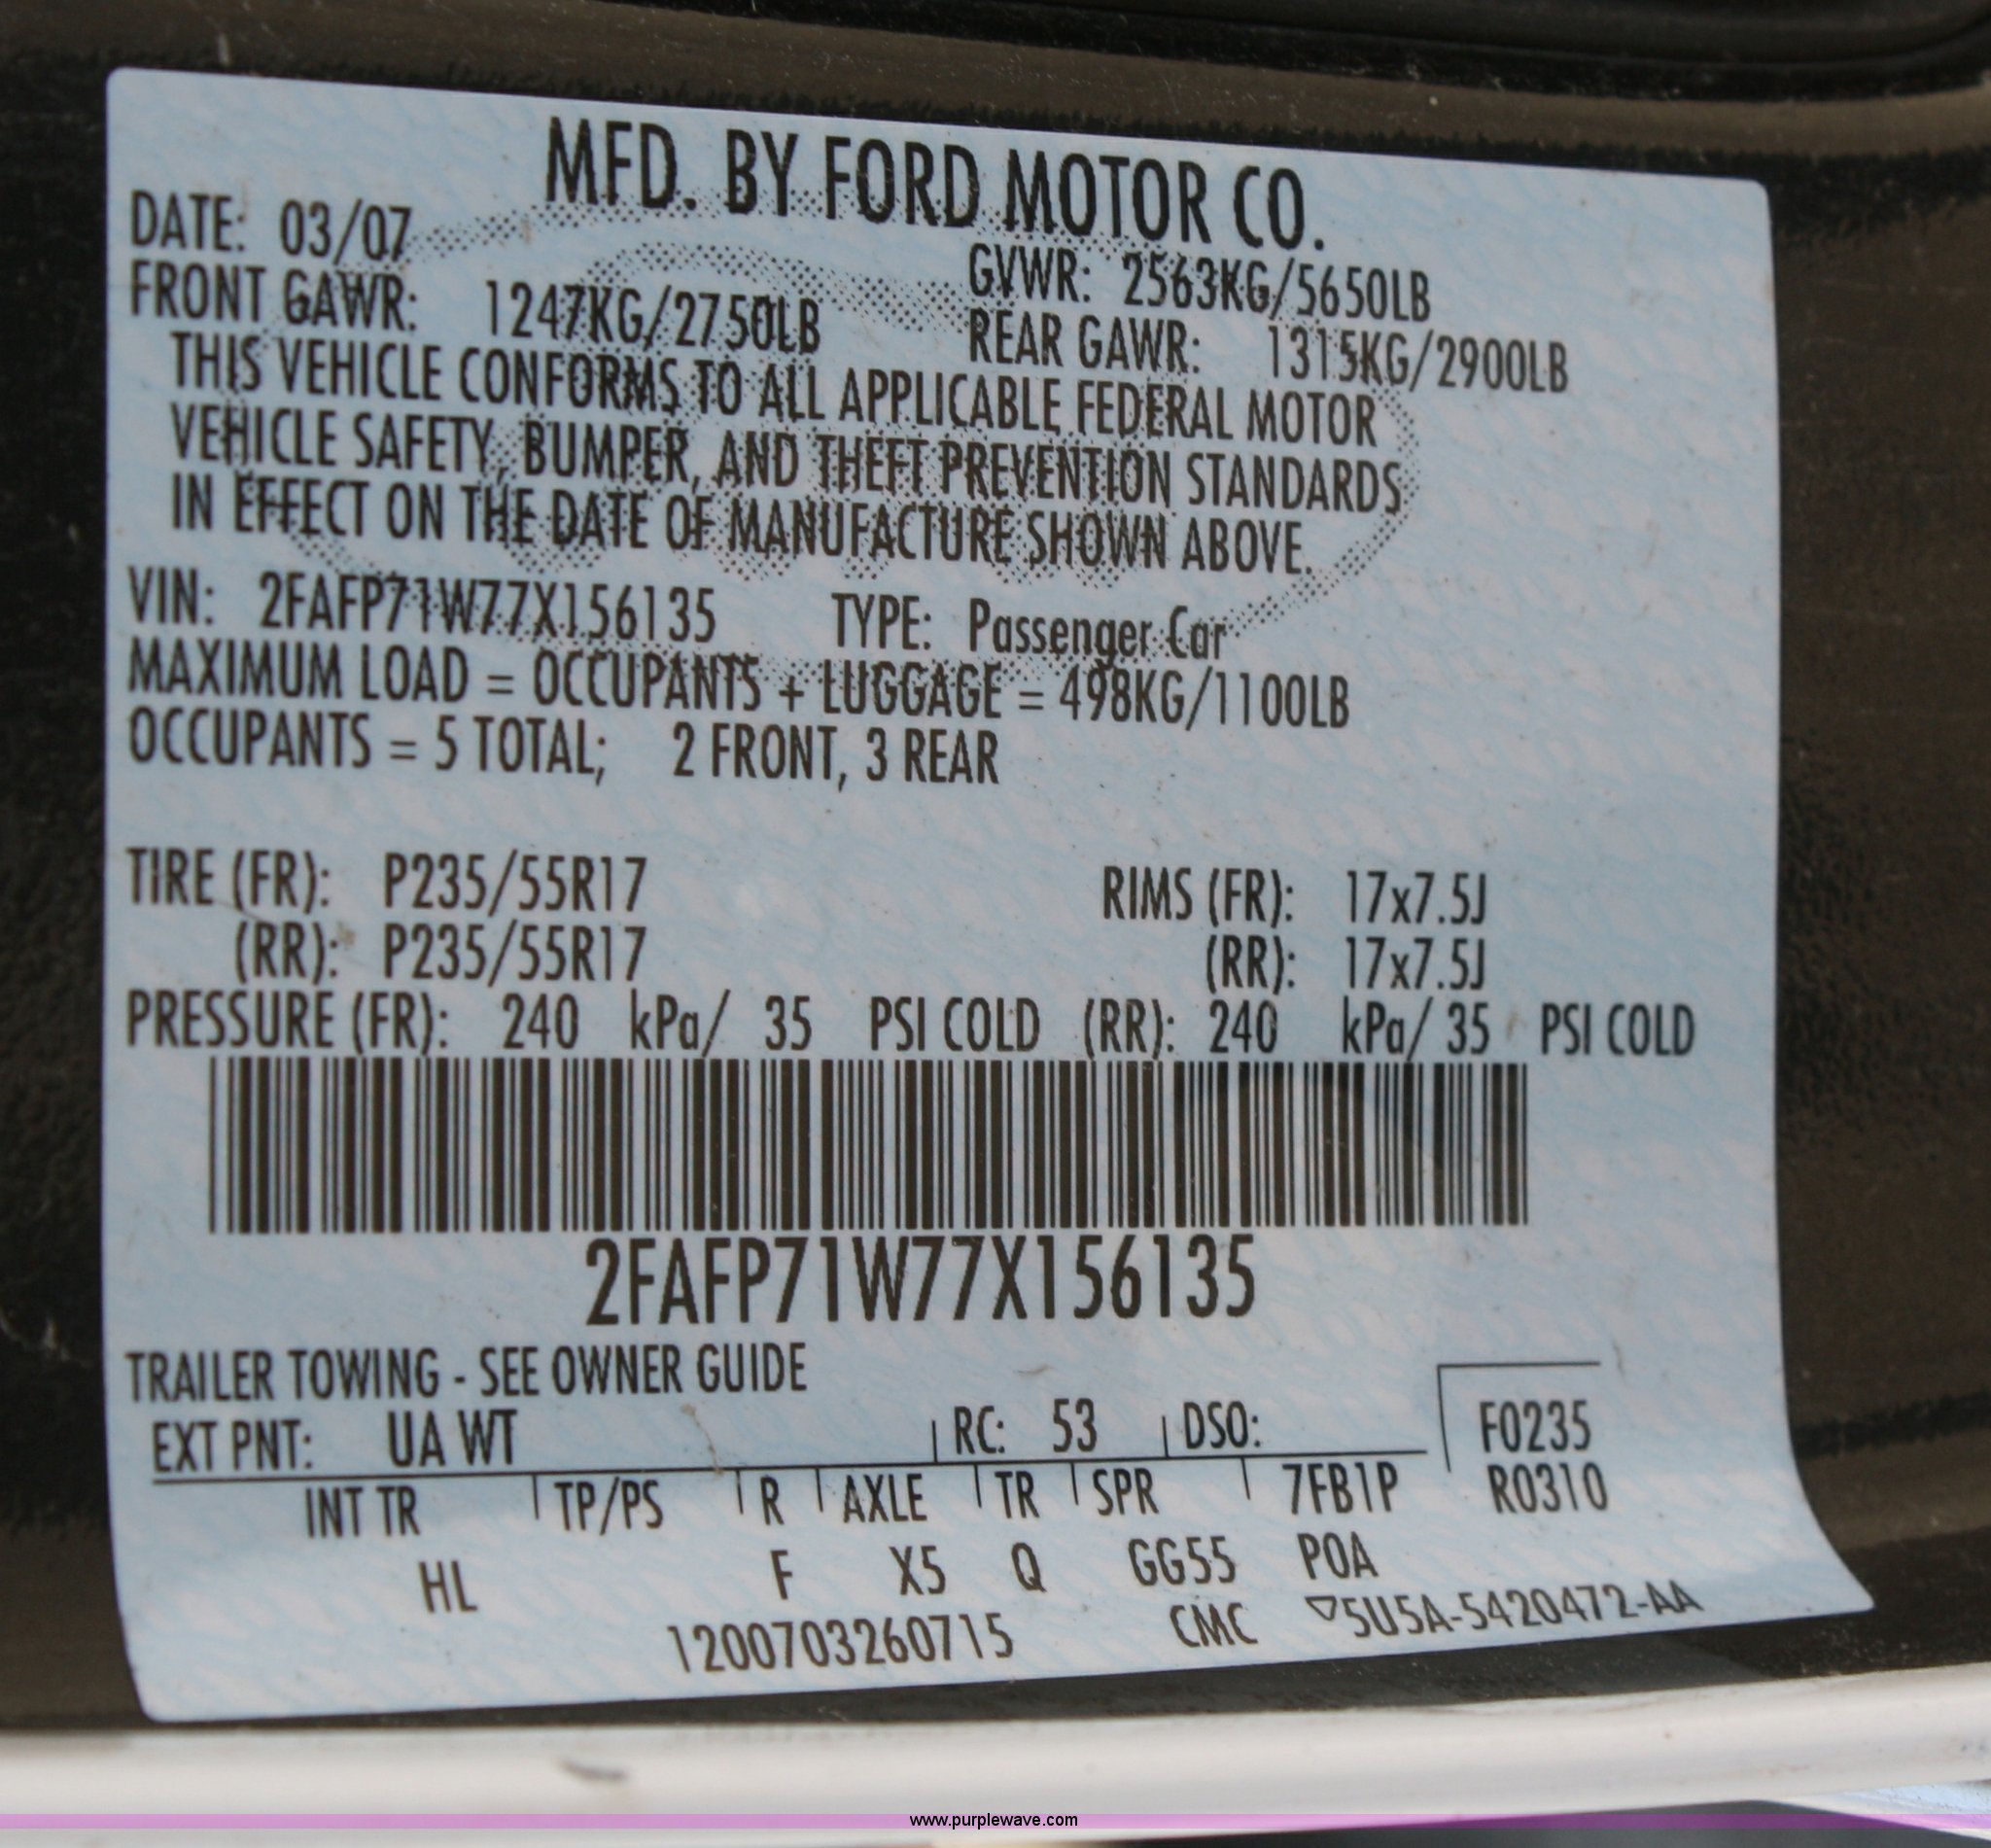 MFD. BY FORD MOTOR CO.
DATE: 03/07
GVWR: 2563KG/5650LB
FRONT GAWR: 1247KG/2750LB
REAR GAWR: 1315KG/2900LB
THIS VEHICLE CONFORMS TO ALL APPLICABLE FEDERAL MOTOR
VEHICLE SAFETY, BUMPER, AND THEFT PREVENTION STANDARDS
IN EFFECT ON THE DATE OF MANUFACTURE SHOWN ABOVE.
VIN: 2FAFP71W77X156135 TYPE: Passenger Car
MAXIMUM LOAD = OCCUPANTS + LUGGAGE = 498KG/1100LB
OCCUPANTS = 5 TOTAL; 2 FRONT, 3 REAR
TIRE (FR): P235/55R17 RIMS (FR): 17x7.5J
(RR): P235/55R17 (RR): 17x7.5J
PRESSURE (FR): 240 kPa/ 35 PSI COLD (RR): 240 kPa/ 35 PSI COLD
2FAFP71W77X156135
TRAILER TOWING - SEE OWNER GUIDE
EXT PNT: UA WT RC: 53 DSO: F0235
INT TR TP/PS R AXLE TR SPR 7FB1P R0310
HL F X5 Q GG55 POA
1200703260715 CMC ▽5U5A-5420472-AA
www.purplewave.com